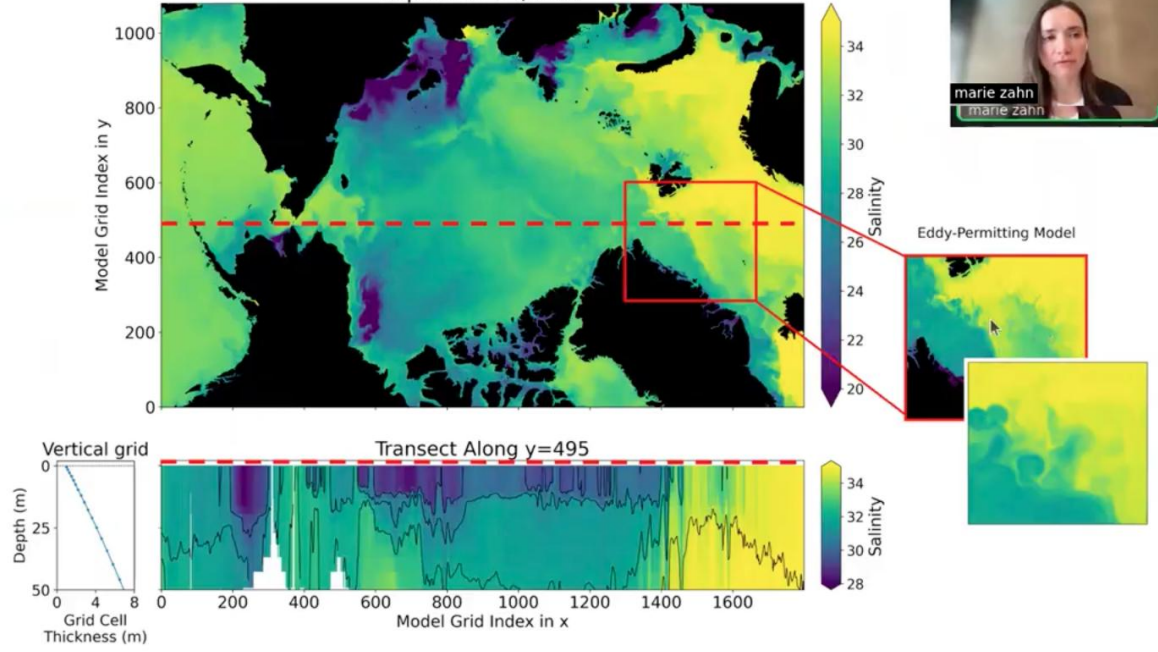 marie zahn
marie zahn
1000
800
600
400
200
0
Model Grid Index in y
34
32
30
28
26
24
22
20
Salinity
Eddy-Permitting Model
Vertical grid
0
25
50
Depth (m)
0 4 8
Grid Cell
Thickness (m)
Transect Along y=495
0 200 400 600 800 1000 1200 1400 1600
Model Grid Index in x
34
32
30
28
Salinity